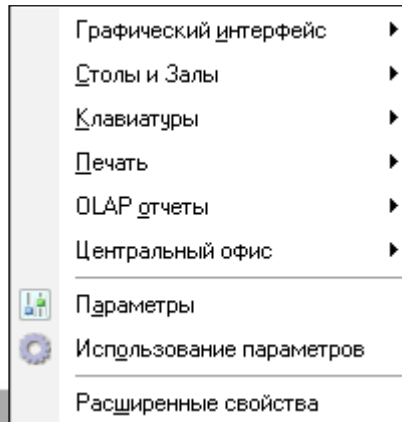 Графический интерфейс
Столы и Залы
Клавиатуры
Печать
OLAP отчеты
Центральный офис
Параметры
Использование параметров
Расширенные свойства